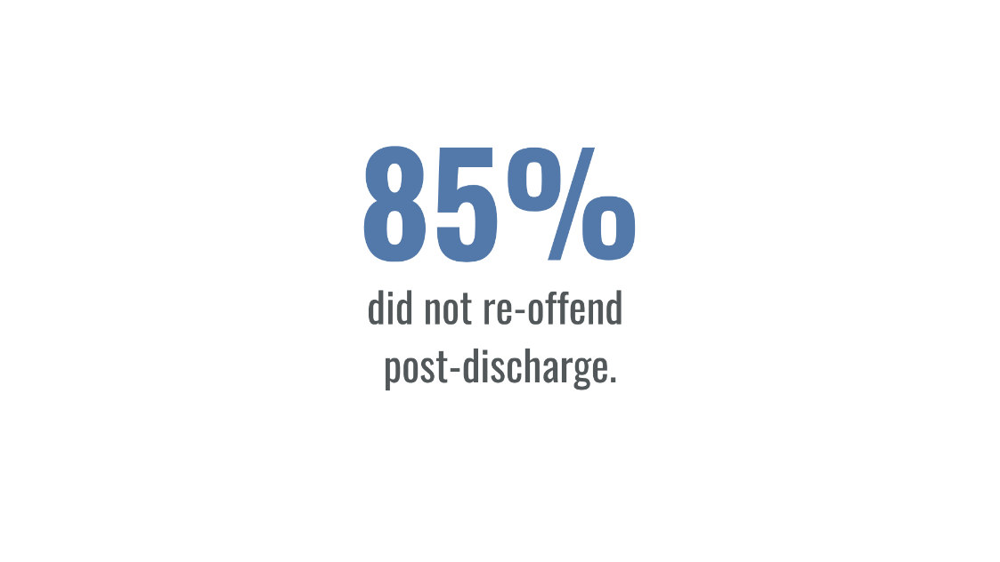 85%
did not re-offend
post-discharge.